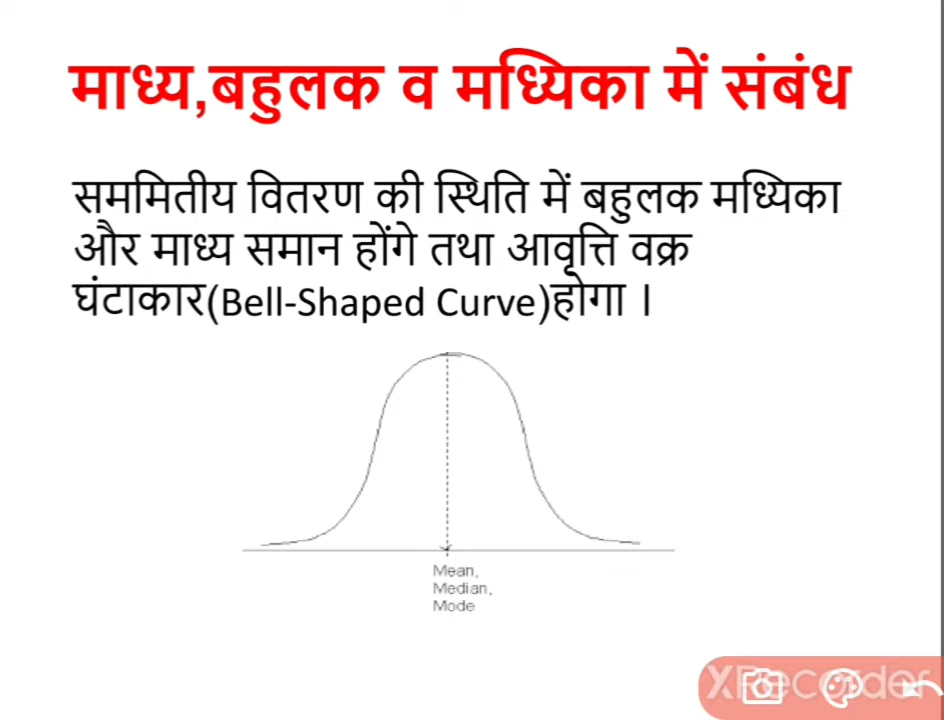 माध्य,बहुलक व मध्यिका में संबंध
सममितीय वितरण की स्थिति में बहुलक मध्यिका
और माध्य समान होंगे तथा आवृत्ति वक्र
घंटाकार(Bell-Shaped Curve)होगा ।
Mean,
Median,
Mode
XRecorder